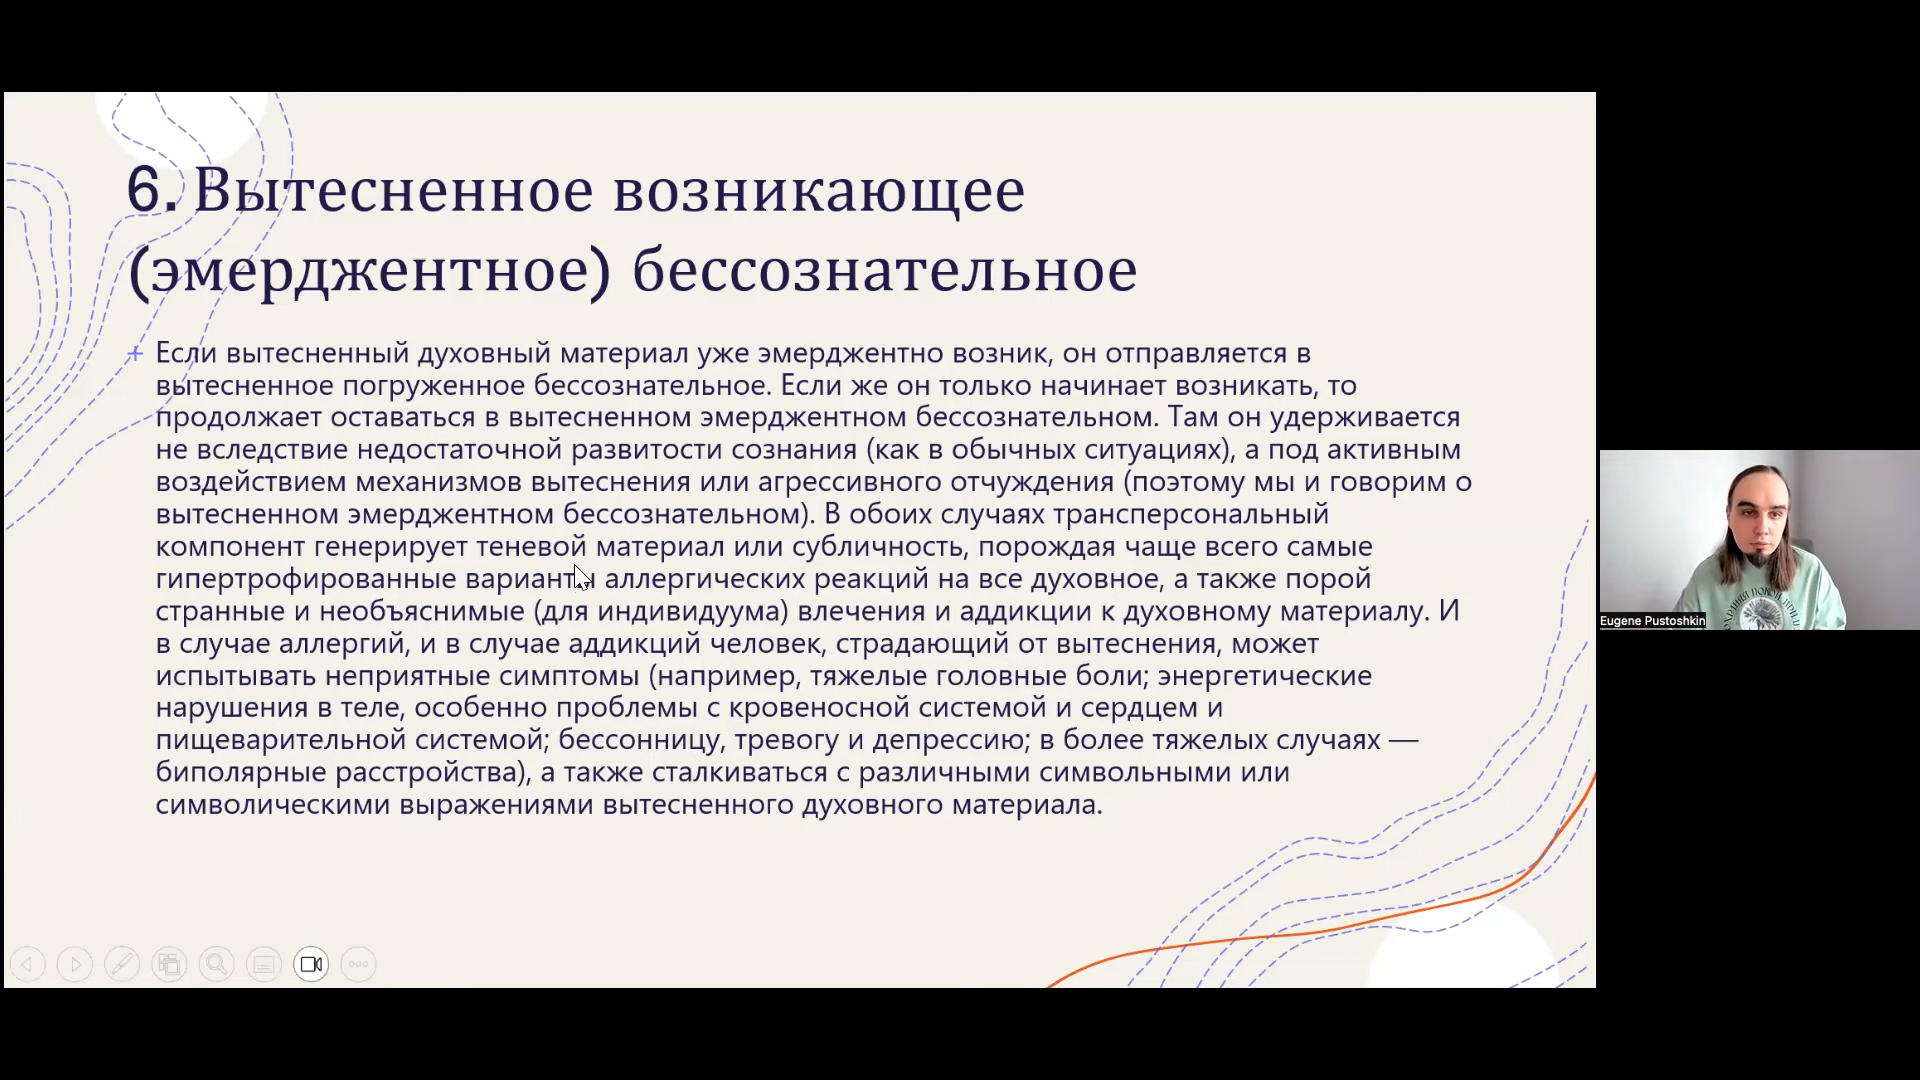 6. Вытесненное возникающее
(эмерджентное) бессознательное
+ Если вытесненный духовный материал уже эмерджентно возник, он отправляется в
вытесненное погруженное бессознательное. Если же он только начинает возникать, то
продолжает оставаться в вытесненном эмерджентном бессознательном. Там он удерживается
не вследствие недостаточной развитости сознания (как в обычных ситуациях), а под активным
воздействием механизмов вытеснения или агрессивного отчуждения (поэтому мы и говорим о
вытесненном эмерджентном бессознательном). В обоих случаях трансперсональный
компонент генерирует теневой материал или субличность, порождая чаще всего самые
гипертрофированные варианты аллергических реакций на все духовное, а также порой
странные и необъяснимые (для индивидуума) влечения и аддикции к духовному материалу. И
в случае аллергий, и в случае аддикций человек, страдающий от вытеснения, может
испытывать неприятные симптомы (например, тяжелые головные боли; энергетические
нарушения в теле, особенно проблемы с кровеносной системой и сердцем и
пищеварительной системой; бессонницу, тревогу и депрессию; в более тяжелых случаях —
биполярные расстройства), а также сталкиваться с различными символьными или
символическими выражениями вытесненного духовного материала.
Eugene Pustoshkin